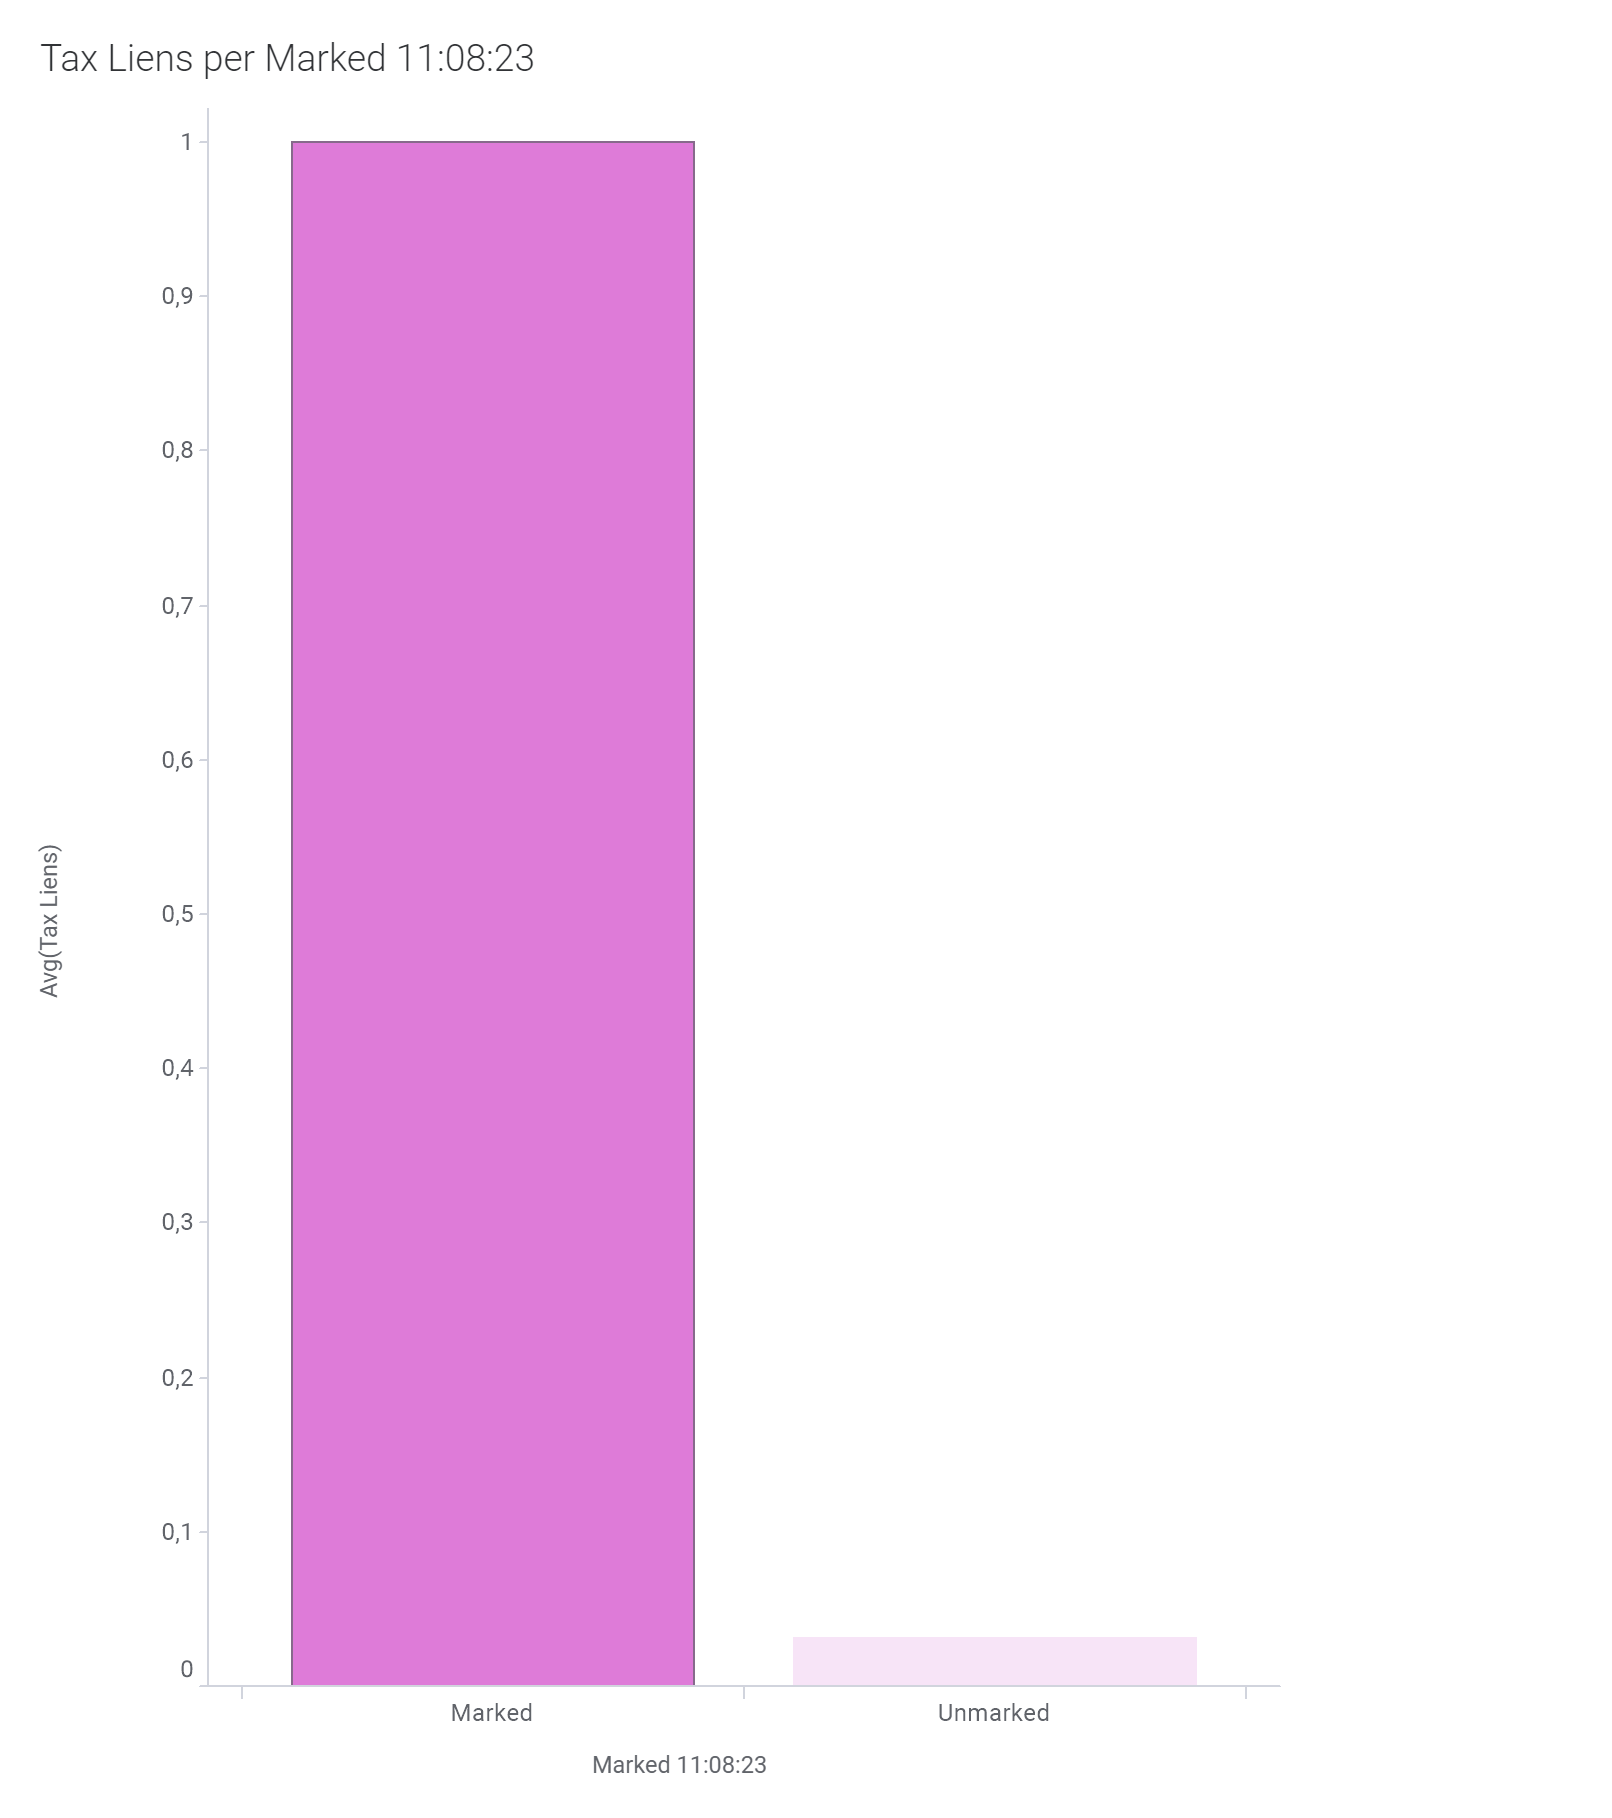 Tax Liens per Marked 11:08:23
1
0,9
0,8
0,7
0,6
0,5
0,4
0,3
0,2
0,1
0
Avg(Tax Liens)
Marked
Unmarked
Marked 11:08:23